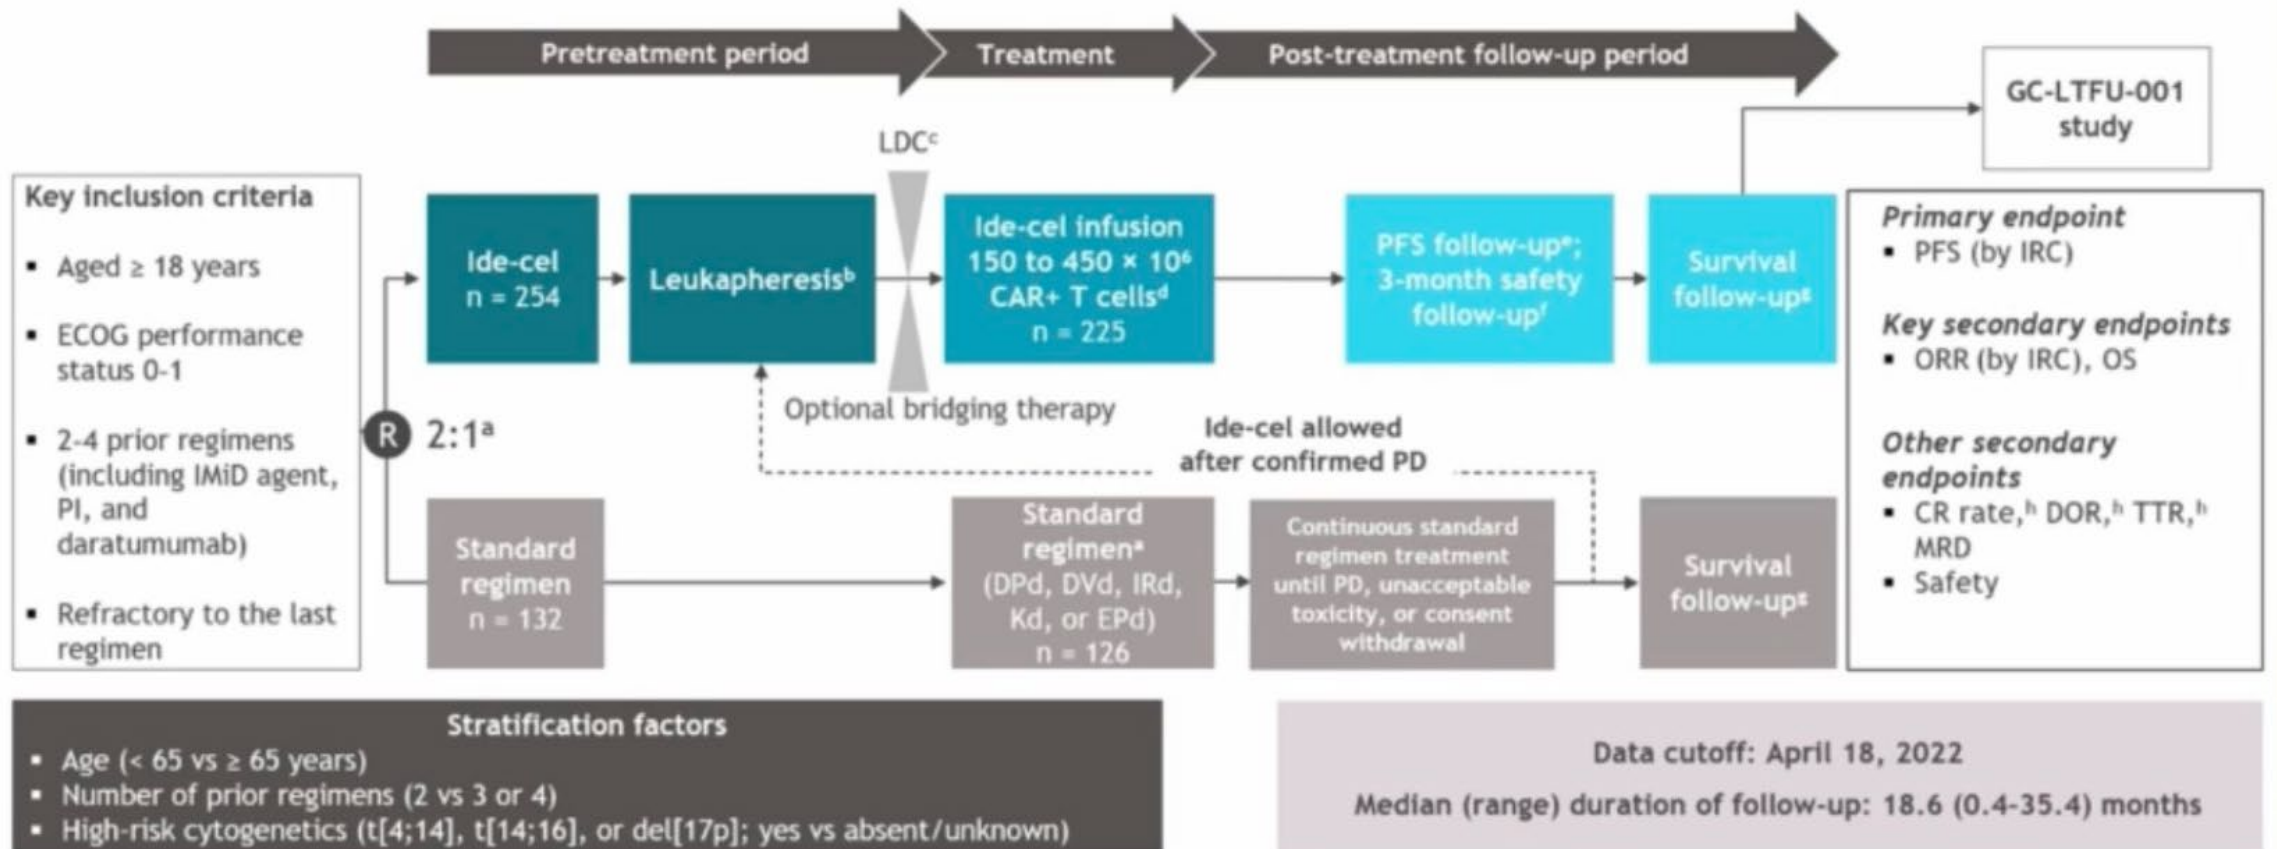 Pretreatment period
Treatment
Post-treatment follow-up period
GC-LTFU-001
study
LDCᶜ
Key inclusion criteria
▪ Aged ≥ 18 years
▪ ECOG performance
status 0-1
▪ 2-4 prior regimens
(including IMiD agent,
PI, and
daratumumab)
▪ Refractory to the last
regimen
R 2:1ᵃ
Ide-cel
n = 254
Leukapheresisᵇ
Ide-cel infusion
150 to 450 × 10⁶
CAR+ T cellsᵈ
n = 225
PFS follow-upᵉ;
3-month safety
follow-upᶠ
Survival
follow-upᵍ
Optional bridging therapy
Ide-cel allowed
after confirmed PD
Standard
regimen
n = 132
Standard
regimenᵃ
(DPd, DVd, IRd,
Kd, or EPd)
n = 126
Continuous standard
regimen treatment
until PD, unacceptable
toxicity, or consent
withdrawal
Survival
follow-upᵍ
Primary endpoint
▪ PFS (by IRC)
Key secondary endpoints
▪ ORR (by IRC), OS
Other secondary
endpoints
▪ CR rate,ʰ DOR,ʰ TTR,ʰ
MRD
▪ Safety
Stratification factors
▪ Age (< 65 vs ≥ 65 years)
▪ Number of prior regimens (2 vs 3 or 4)
▪ High-risk cytogenetics (t[4;14], t[14;16], or del[17p]; yes vs absent/unknown)
Data cutoff: April 18, 2022
Median (range) duration of follow-up: 18.6 (0.4-35.4) months